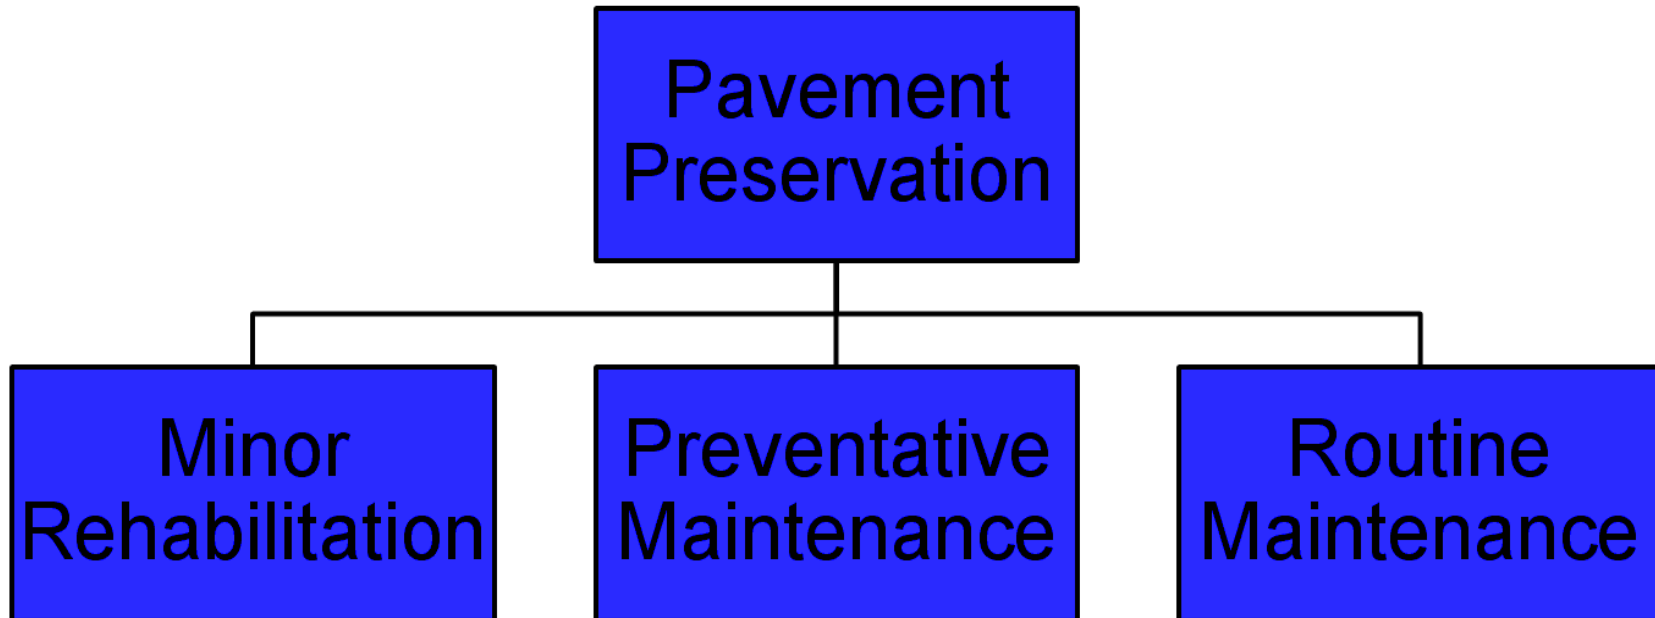 Pavement
Preservation
Minor
Rehabilitation
Preventative
Maintenance
Routine
Maintenance